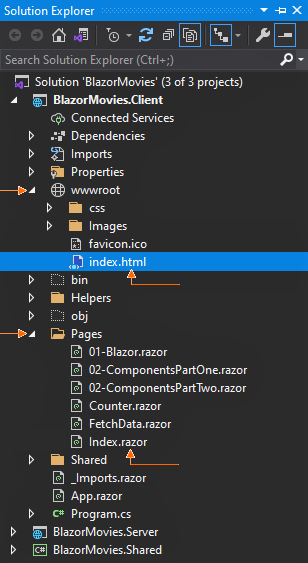 Solution Explorer
Search Solution Explorer (Ctrl+;)
Solution 'BlazorMovies' (3 of 3 projects)
BlazorMovies.Client
Connected Services
Dependencies
Imports
Properties
wwwroot
css
Images
favicon.ico
index.html
bin
Helpers
obj
Pages
01-Blazor.razor
02-ComponentsPartOne.razor
02-ComponentsPartTwo.razor
Counter.razor
FetchData.razor
Index.razor
Shared
_Imports.razor
App.razor
C# Program.cs
BlazorMovies.Server
C# BlazorMovies.Shared